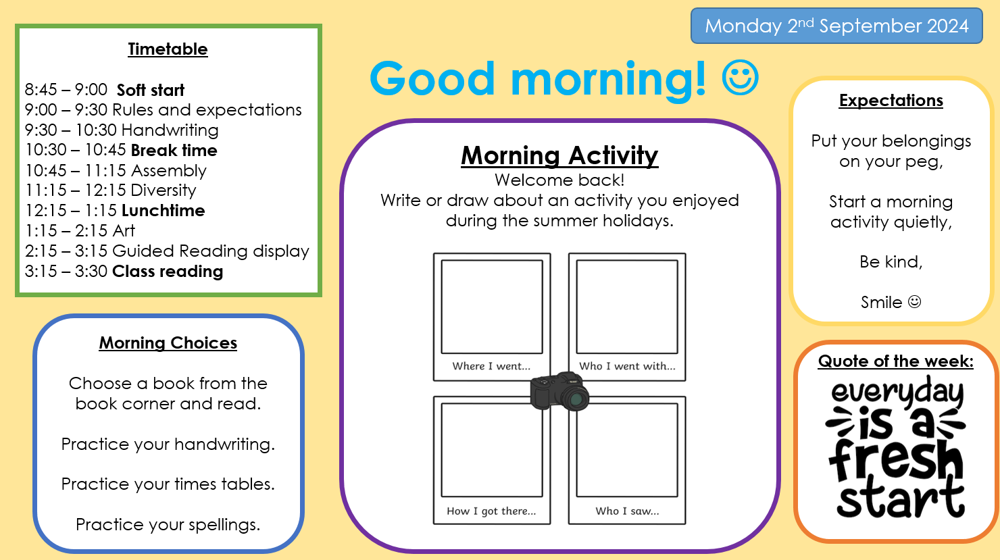 Monday 2nd September 2024
Good morning! ☺
Timetable
8:45 – 9:00  Soft start
9:00 – 9:30 Rules and expectations
9:30 – 10:30 Handwriting
10:30 – 10:45 Break time
10:45 – 11:15 Assembly
11:15 – 12:15 Diversity
12:15 – 1:15 Lunchtime
1:15 – 2:15 Art
2:15 – 3:15 Guided Reading display
3:15 – 3:30 Class reading
Morning Choices
Choose a book from the
book corner and read.
Practice your handwriting.
Practice your times tables.
Practice your spellings.
Morning Activity
Welcome back!
Write or draw about an activity you enjoyed
during the summer holidays.
Where I went...
Who I went with...
How I got there...
Who I saw...
Expectations
Put your belongings
on your peg,
Start a morning
activity quietly,
Be kind,
Smile ☺
Quote of the week:
everyday
is a
fresh
start